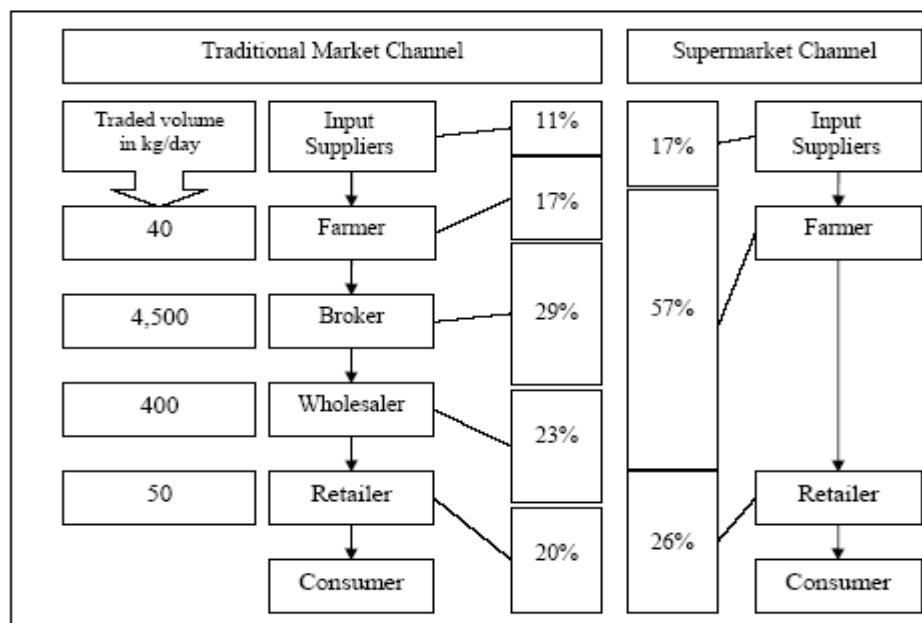 Traditional Market Channel
Supermarket Channel
Traded volume
in kg/day
Input
Suppliers
11%
17%
Input
Suppliers
40
Farmer
17%
Farmer
4,500
Broker
29%
57%
400
Wholesaler
23%
50
Retailer
20%
26%
Retailer
Consumer
Consumer